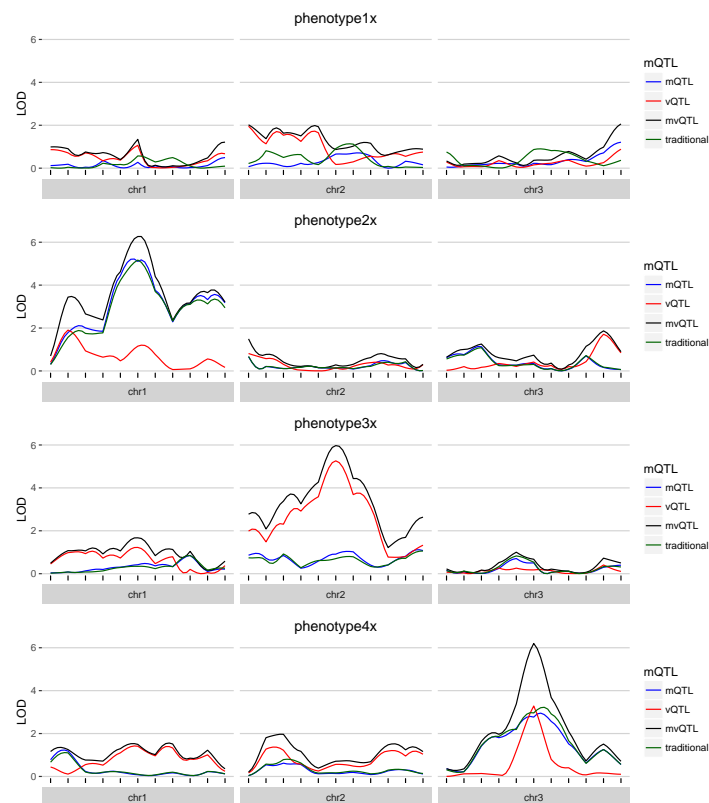 phenotype1x
LOD
6
4
2
0
chr1
chr2
chr3
mQTL
mQTL
vQTL
mvQTL
traditional
phenotype2x
LOD
6
4
2
0
chr1
chr2
chr3
mQTL
mQTL
vQTL
mvQTL
traditional
phenotype3x
LOD
6
4
2
0
chr1
chr2
chr3
mQTL
mQTL
vQTL
mvQTL
traditional
phenotype4x
LOD
6
4
2
0
chr1
chr2
chr3
mQTL
mQTL
vQTL
mvQTL
traditional